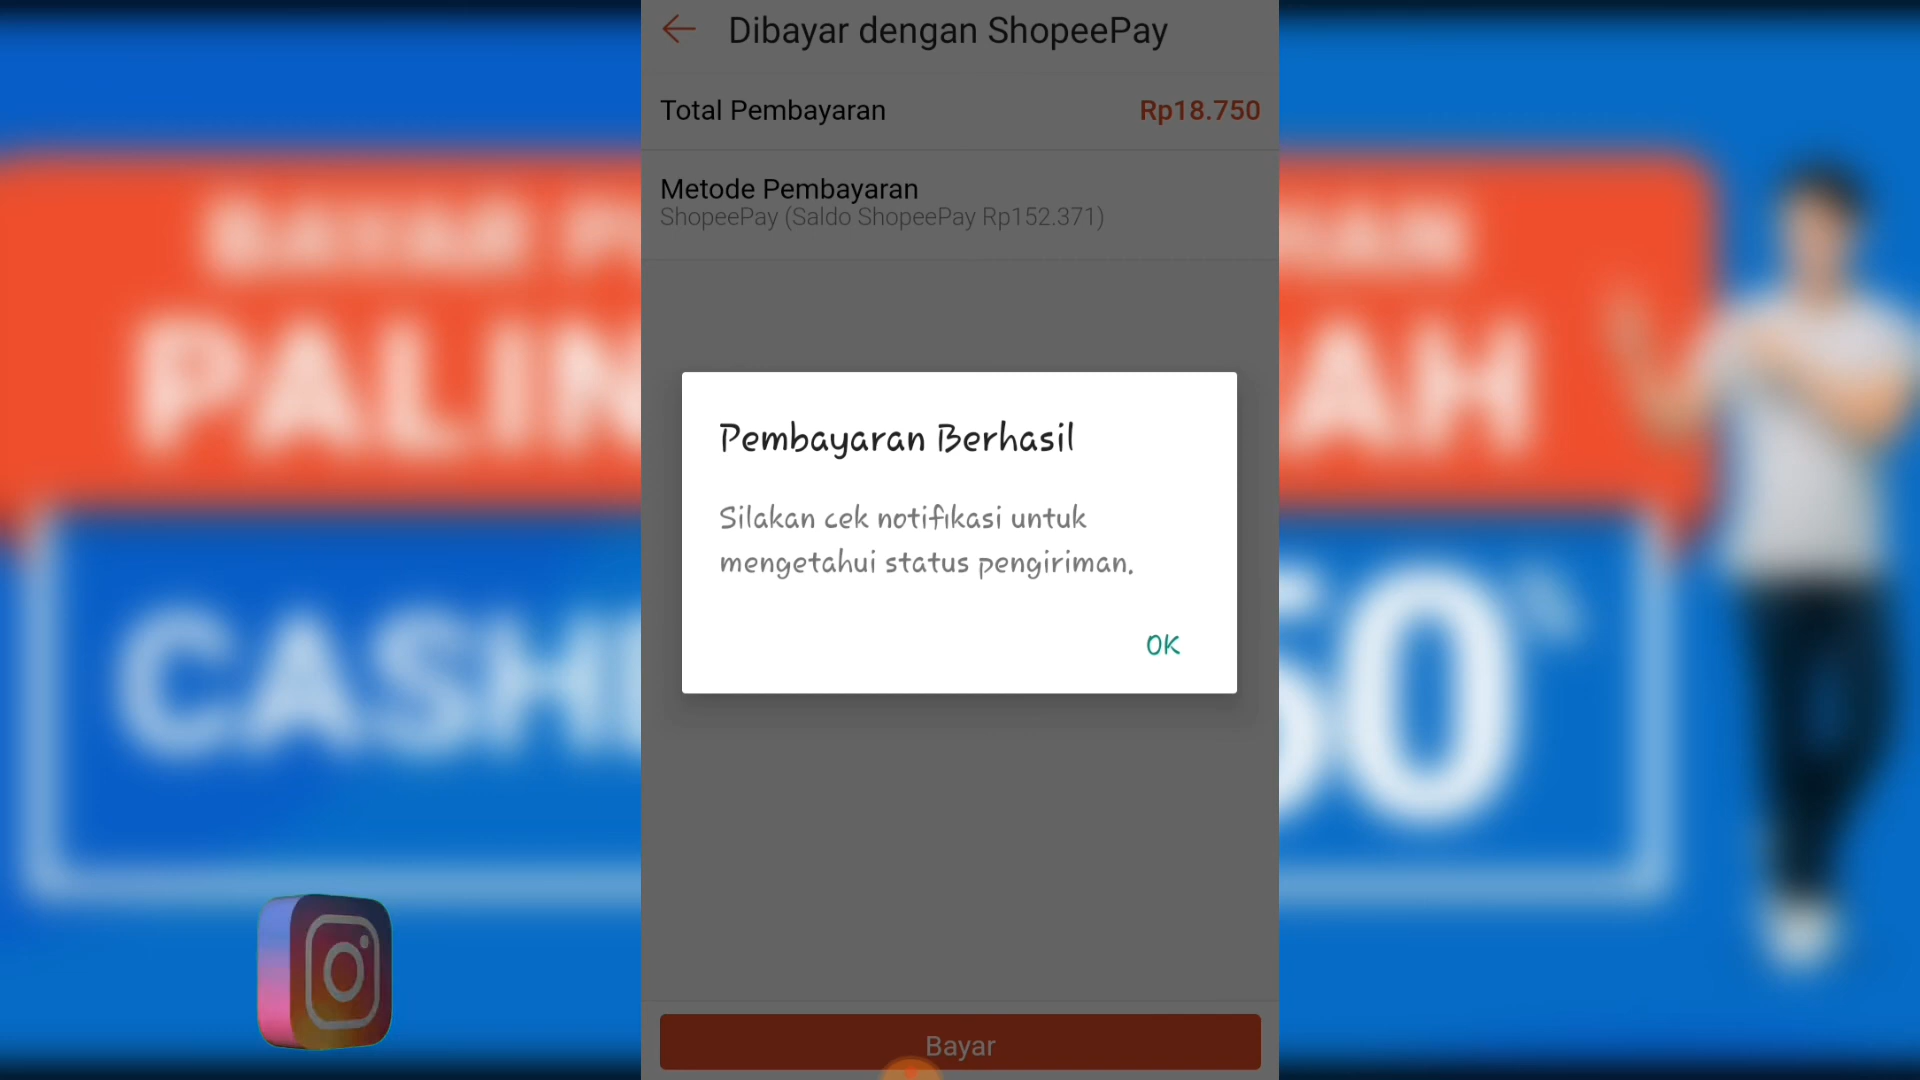 Dibayar dengan ShopeePay
Total Pembayaran Rp18.750
Metode Pembayaran
ShopeePay (Saldo ShopeePay Rp152.371)
Pembayaran Berhasil
Silakan cek notifikasi untuk
mengetahui status pengiriman.
OK
Bayar